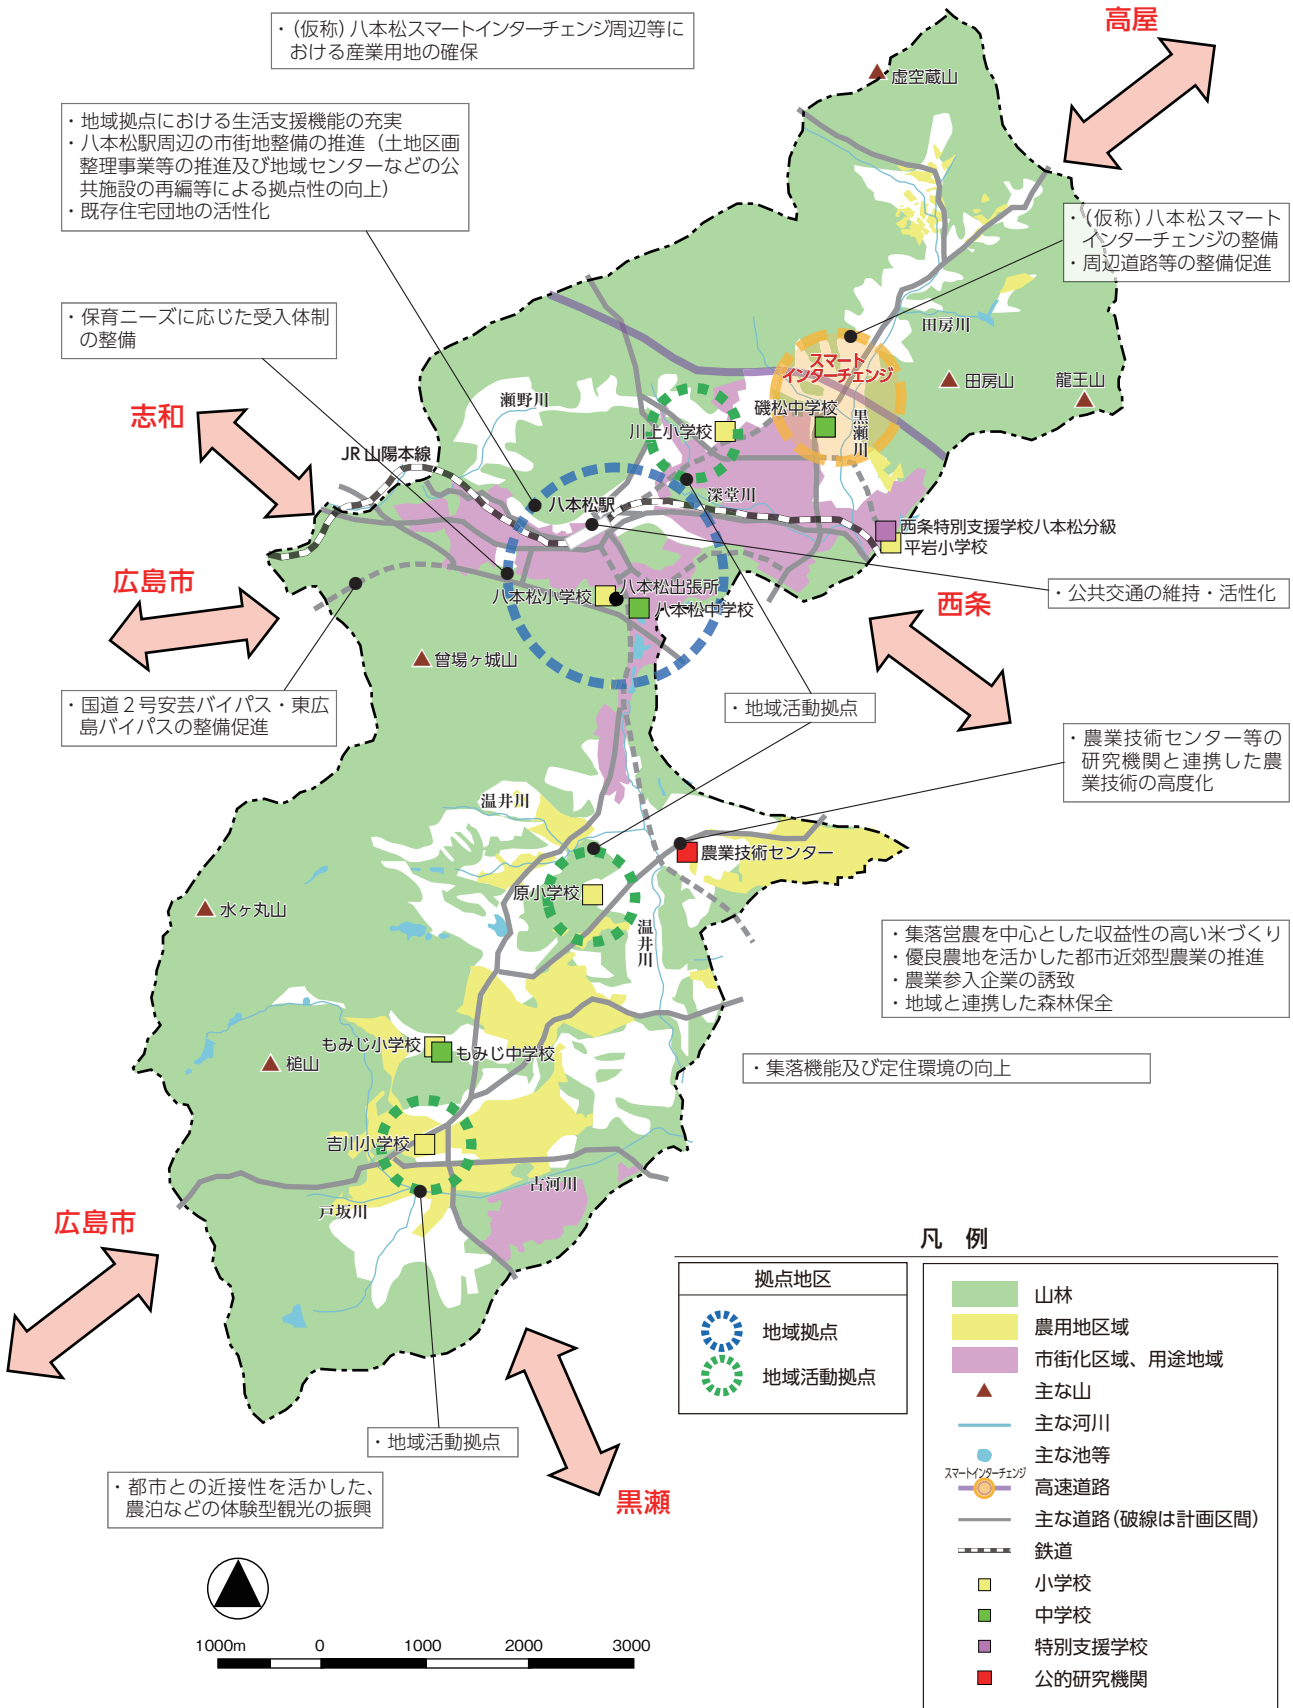 高屋
・(仮称)八本松スマートインターチェンジ周辺等に
おける産業用地の確保
虚空蔵山
・地域拠点における生活支援機能の充実
・八本松駅周辺の市街地整備の推進(土地区画
整理事業等の推進及び地域センターなどの公
共施設の再編等による拠点性の向上)
・既存住宅団地の活性化
・(仮称)八本松スマート
インターチェンジの整備
・周辺道路等の整備促進
・保育ニーズに応じた受入体制
の整備
田房川
スマート
インターチェンジ
田房山
龍王山
瀬野川
志和
磯松中学校
黒瀬川
川上小学校
JR山陽本線
深堂川
八本松駅
西条特別支援学校八本松分級
平岩小学校
広島市
八本松出張所
八本松小学校
八本松中学校
・公共交通の維持・活性化
西条
曾場ヶ城山
・国道2号安芸バイパス・東広
島バイパスの整備促進
・地域活動拠点
・農業技術センター等の
研究機関と連携した農
業技術の高度化
温井川
農業技術センター
原小学校
水ヶ丸山
温井川
・集落営農を中心とした収益性の高い米づくり
・優良農地を活かした都市近郊型農業の推進
・農業参入企業の誘致
・地域と連携した森林保全
もみじ小学校
もみじ中学校
槌山
・集落機能及び定住環境の向上
吉川小学校
古河川
戸坂川
広島市
凡 例
拠点地区
地域拠点
地域活動拠点
山林
農用地区域
市街化区域、用途地域
主な山
主な河川
主な池等
スマートインターチェンジ
高速道路
主な道路(破線は計画区間)
鉄道
小学校
中学校
特別支援学校
公的研究機関
・地域活動拠点
・都市との近接性を活かした、
農泊などの体験型観光の振興
黒瀬
1000m 0 1000 2000 3000